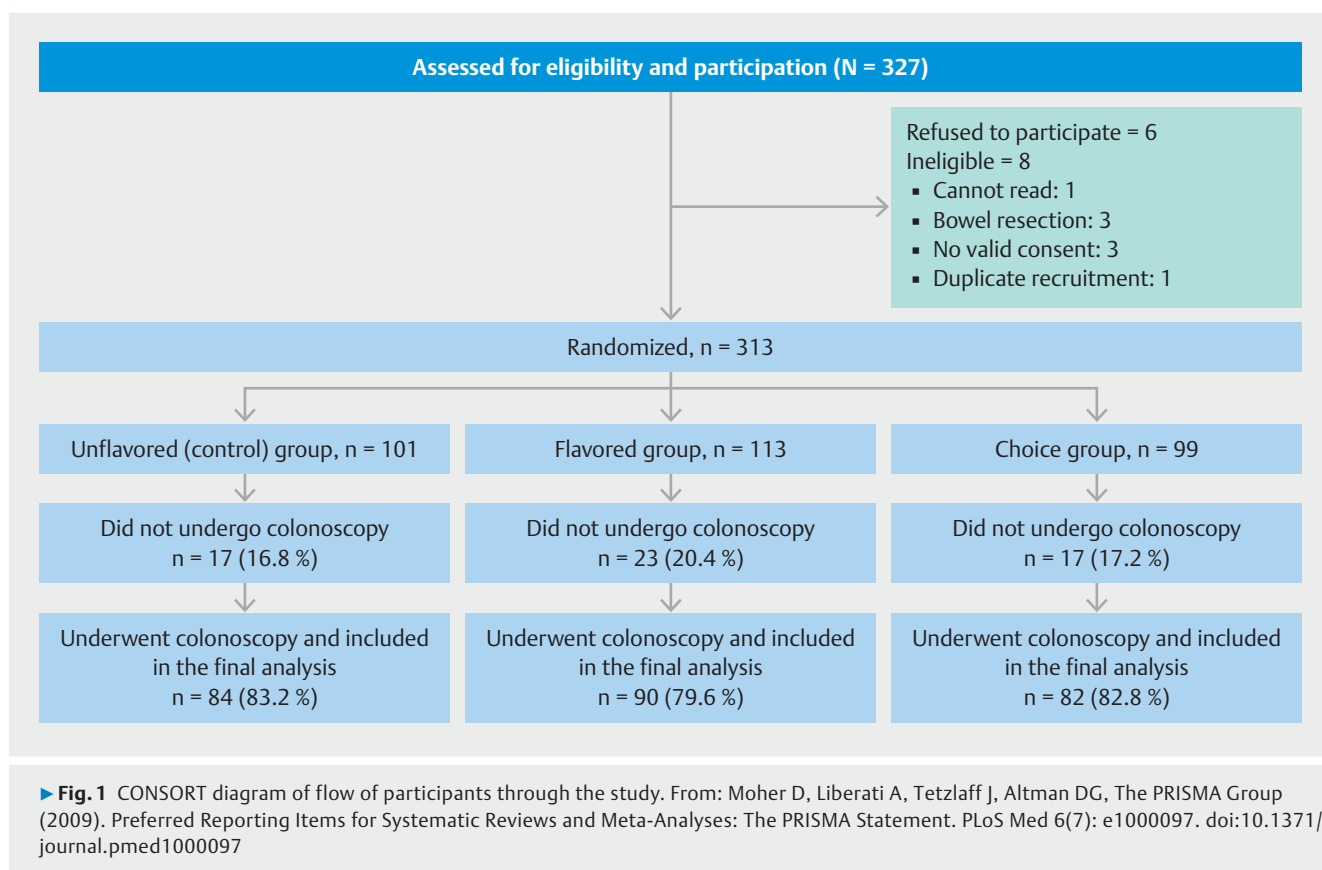 Assessed for eligibility and participation (N = 327)
Refused to participate = 6
Ineligible = 8
▪ Cannot read: 1
▪ Bowel resection: 3
▪ No valid consent: 3
▪ Duplicate recruitment: 1
Randomized, n = 313
Unflavored (control) group, n = 101
Flavored group, n = 113
Choice group, n = 99
Did not undergo colonoscopy
n = 17 (16.8 %)
Did not undergo colonoscopy
n = 23 (20.4 %)
Did not undergo colonoscopy
n = 17 (17.2 %)
Underwent colonoscopy and included
in the final analysis
n = 84 (83.2 %)
Underwent colonoscopy and included
in the final analysis
n = 90 (79.6 %)
Underwent colonoscopy and included
in the final analysis
n = 82 (82.8 %)
▶ Fig. 1 CONSORT diagram of flow of participants through the study. From: Moher D, Liberati A, Tetzlaff J, Altman DG, The PRISMA Group
(2009). Preferred Reporting Items for Systematic Reviews and Meta-Analyses: The PRISMA Statement. PLoS Med 6(7): e1000097. doi:10.1371/
journal.pmed1000097